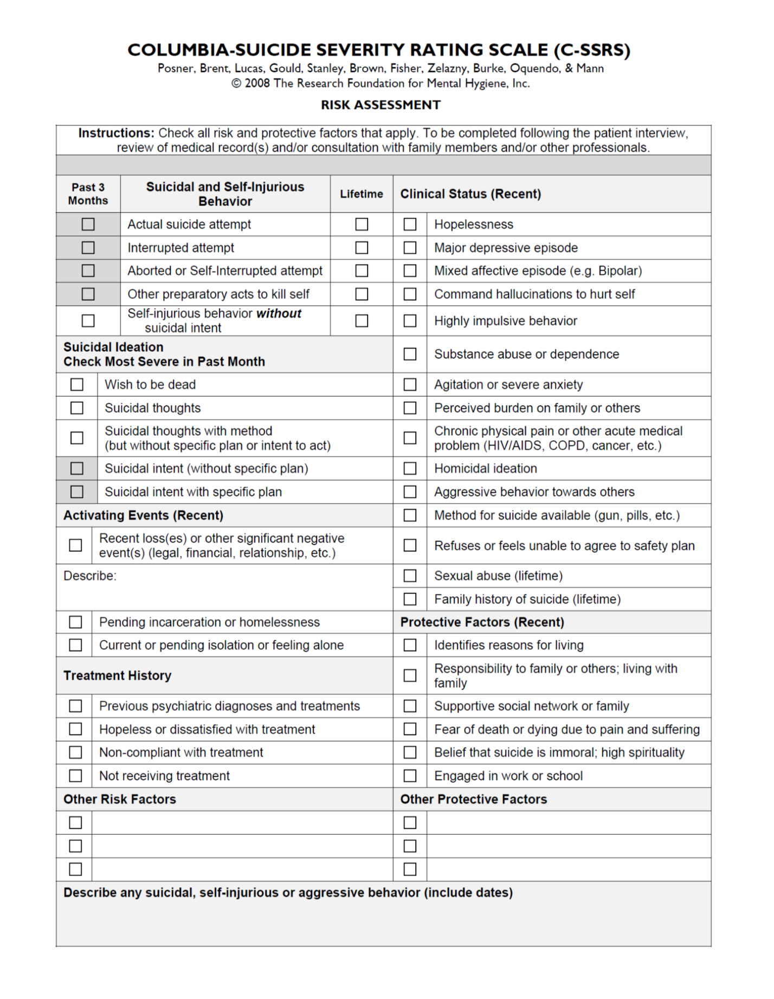 COLUMBIA-SUICIDE SEVERITY RATING SCALE (C-SSRS)
Posner, Brent, Lucas, Gould, Stanley, Brown, Fisher, Zelazny, Burke, Oquendo, & Mann
© 2008 The Research Foundation for Mental Hygiene, Inc.
RISK ASSESSMENT
Instructions: Check all risk and protective factors that apply. To be completed following the patient interview,
review of medical record(s) and/or consultation with family members and/or other professionals.
Past 3
Months
Suicidal and Self-Injurious
Behavior
Lifetime
Actual suicide attempt
Interrupted attempt
Aborted or Self-Interrupted attempt
Other preparatory acts to kill self
Self-injurious behavior without
suicidal intent
Suicidal Ideation
Check Most Severe in Past Month
Wish to be dead
Suicidal thoughts
Suicidal thoughts with method
(but without specific plan or intent to act)
Suicidal intent (without specific plan)
Suicidal intent with specific plan
Activating Events (Recent)
Recent loss(es) or other significant negative
event(s) (legal, financial, relationship, etc.)
Describe:
Pending incarceration or homelessness
Current or pending isolation or feeling alone
Treatment History
Previous psychiatric diagnoses and treatments
Hopeless or dissatisfied with treatment
Non-compliant with treatment
Not receiving treatment
Other Risk Factors
Clinical Status (Recent)
Hopelessness
Major depressive episode
Mixed affective episode (e.g. Bipolar)
Command hallucinations to hurt self
Highly impulsive behavior
Substance abuse or dependence
Agitation or severe anxiety
Perceived burden on family or others
Chronic physical pain or other acute medical
problem (HIV/AIDS, COPD, cancer, etc.)
Homicidal ideation
Aggressive behavior towards others
Method for suicide available (gun, pills, etc.)
Refuses or feels unable to agree to safety plan
Sexual abuse (lifetime)
Family history of suicide (lifetime)
Protective Factors (Recent)
Identifies reasons for living
Responsibility to family or others; living with
family
Supportive social network or family
Fear of death or dying due to pain and suffering
Belief that suicide is immoral; high spirituality
Engaged in work or school
Other Protective Factors
Describe any suicidal, self-injurious or aggressive behavior (include dates)